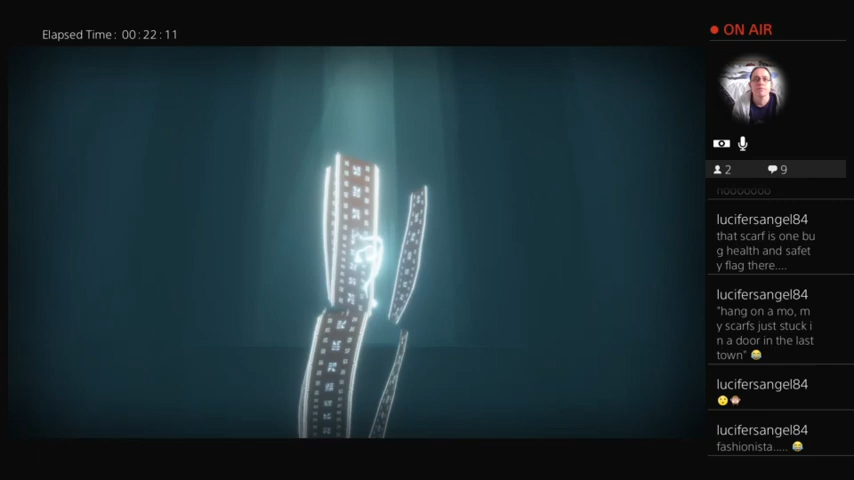 Elapsed Time: 00:22:11
ON AIR
2
9
nooooooo
lucifersangel84
that scarf is one bu
g health and safet
y flag there....
lucifersangel84
"hang on a mo, m
y scarfs just stuck i
n a door in the last
town" 😂
lucifersangel84
lucifersangel84
fashionista..... 😂